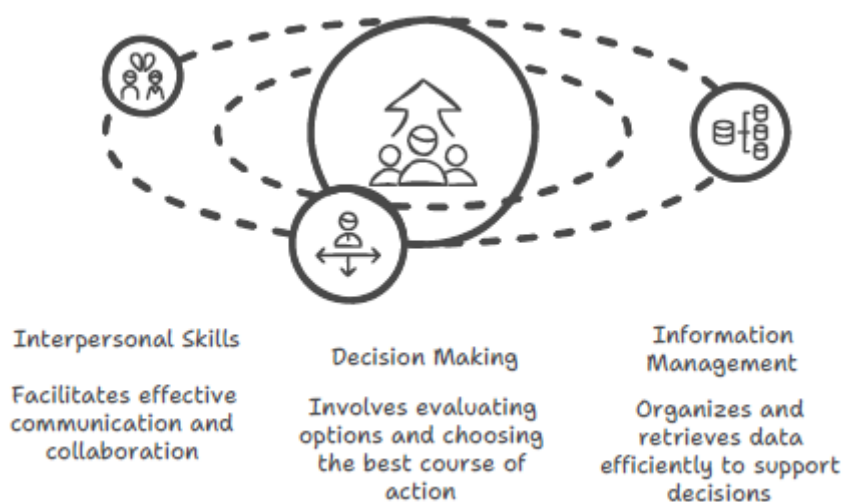 Interpersonal Skills
Facilitates effective
communication and
collaboration
Decision Making
Involves evaluating
options and choosing
the best course of
action
Information
Management
Organizes and
retrieves data
efficiently to support
decisions